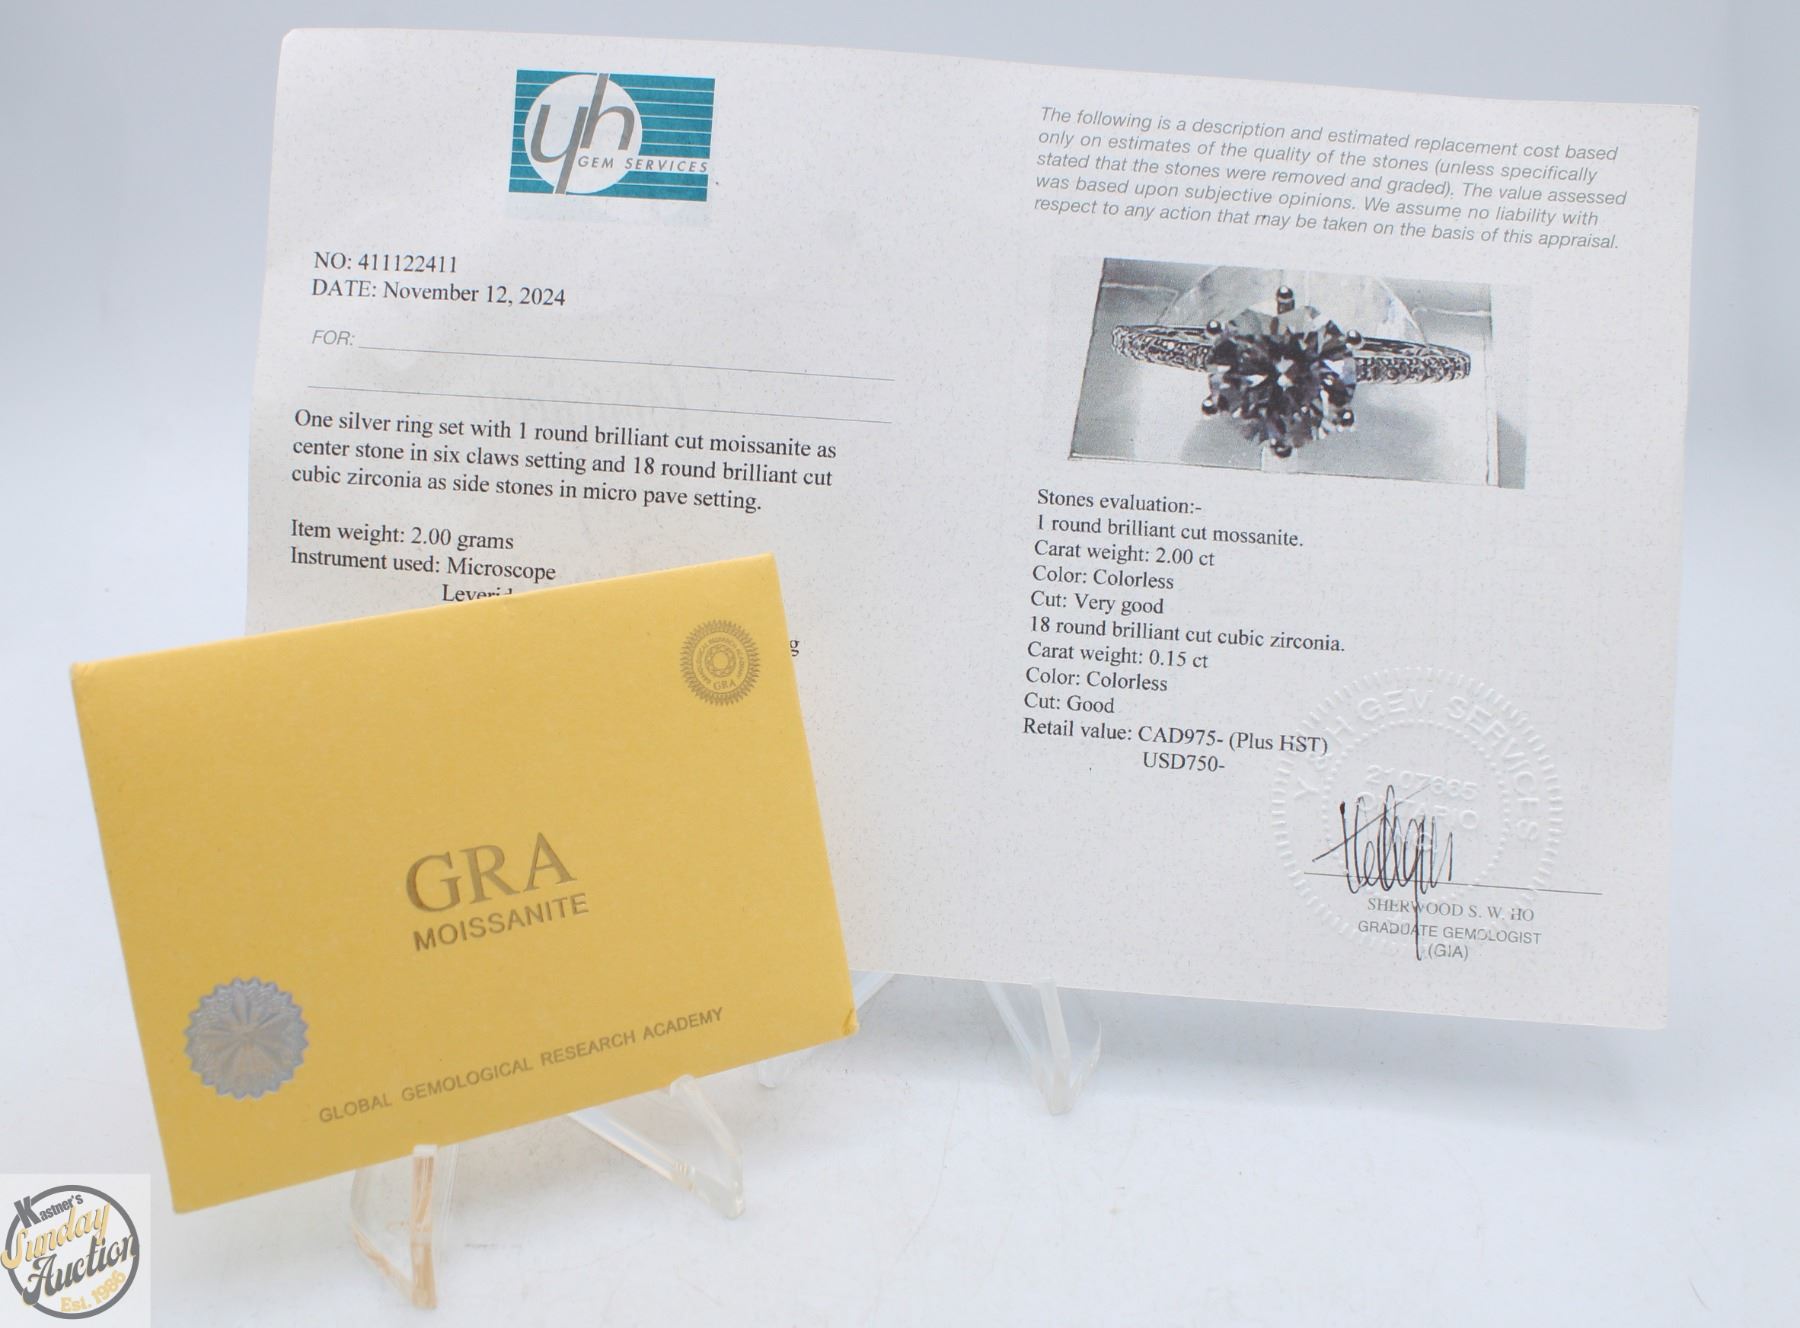 yh
GEM SERVICES
NO: 411122411
DATE: November 12, 2024
FOR:
One silver ring set with 1 round brilliant cut moissanite as
center stone in six claws setting and 18 round brilliant cut
cubic zirconia as side stones in micro pave setting.
Item weight: 2.00 grams
Instrument used: Microscope
The following is a description and estimated replacement cost based
only on estimates of the quality of the stones (unless specifically
stated that the stones were removed and graded). The value assessed
was based upon subjective opinions. We assume no liability with
respect to any action that may be taken on the basis of this appraisal.
Stones evaluation:-
1 round brilliant cut mossanite.
Carat weight: 2.00 ct
Color: Colorless
Cut: Very good
18 round brilliant cut cubic zirconia.
Carat weight: 0.15 ct
Color: Colorless
Cut: Good
Retail value: CAD975- (Plus HST)
USD750-
Y & H GEM SERVICES
2107665
ONTARIO
SHERWOOD S. W. HO
GRADUATE GEMOLOGIST
(GIA)
GRA
GRA
MOISSANITE
GLOBAL GEMOLOGICAL RESEARCH ACADEMY
Kastner's
Sunday
Auction
Est. 1986